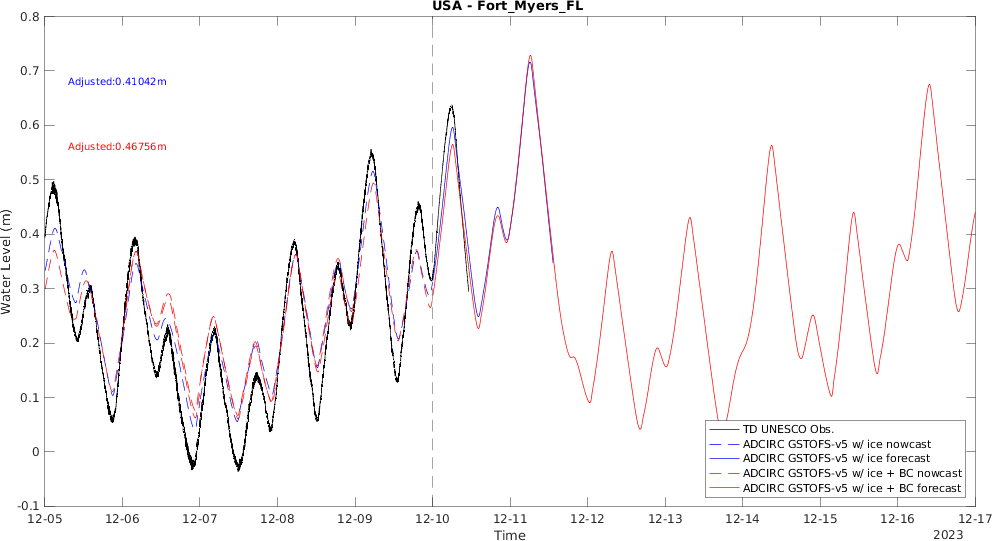 USA - Fort_Myers_FL
0.8
0.7
0.6
0.5
0.4
0.3
0.2
0.1
0
-0.1
Water Level (m)
Adjusted:0.41042m
Adjusted:0.46756m
TD UNESCO Obs.
ADCIRC GSTOFS-v5 w/ ice nowcast
ADCIRC GSTOFS-v5 w/ ice forecast
ADCIRC GSTOFS-v5 w/ ice + BC nowcast
ADCIRC GSTOFS-v5 w/ ice + BC forecast
12-05 12-06 12-07 12-08 12-09 12-10 12-11 12-12 12-13 12-14 12-15 12-16 12-17
Time
2023